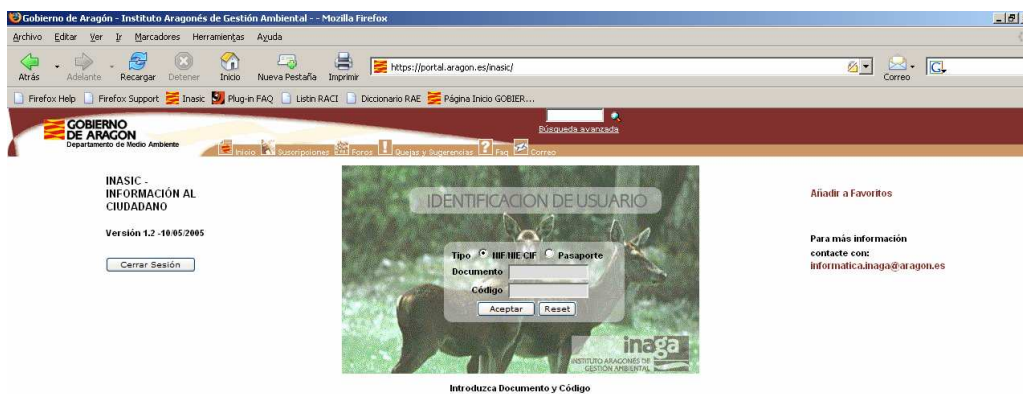 Gobierno de Aragón - Instituto Aragonés de Gestión Ambiental - - Mozilla Firefox
Archivo Editar Ver Ir Marcadores Herramientas Ayuda
Atrás Adelante Recargar Detener Inicio Nueva Pestaña Imprimir https://portal.aragon.es/inasic/ Correo
Firefox Help Firefox Support Inasic Plug-in FAQ Listin RACI Diccionario RAE Página Inicio GOBIER...
GOBIERNO
DE ARAGON
Departamento de Medio Ambiente
Búsqueda avanzada
Inicio Suscripciones Foros Quejas y Sugerencias Faq Correo
INASIC -
INFORMACIÓN AL
CIUDADANO
Versión 1.2 -10/05/2005
Cerrar Sesión
IDENTIFICACION DE USUARIO
Tipo NIF/NIE CIF Pasaporte
Documento
Código
Aceptar Reset
inaga
INSTITUTO ARAGONÉS DE
GESTIÓN AMBIENTAL
Introduzca Documento y Código
Añadir a Favoritos
Para más información
contacte con:
informatica.inaga@aragon.es